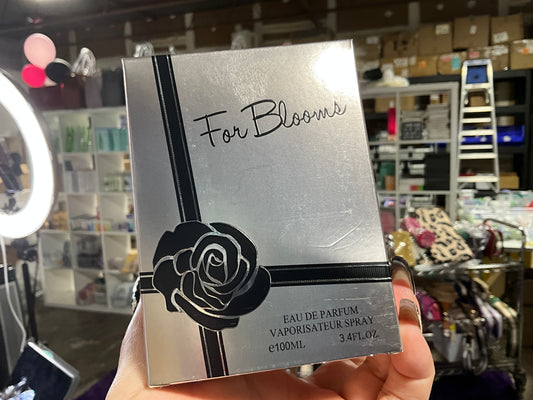 For Blooms
EAU DE PARFUM
VAPORISATEUR SPRAY
e100ML 3.4FL.OZ